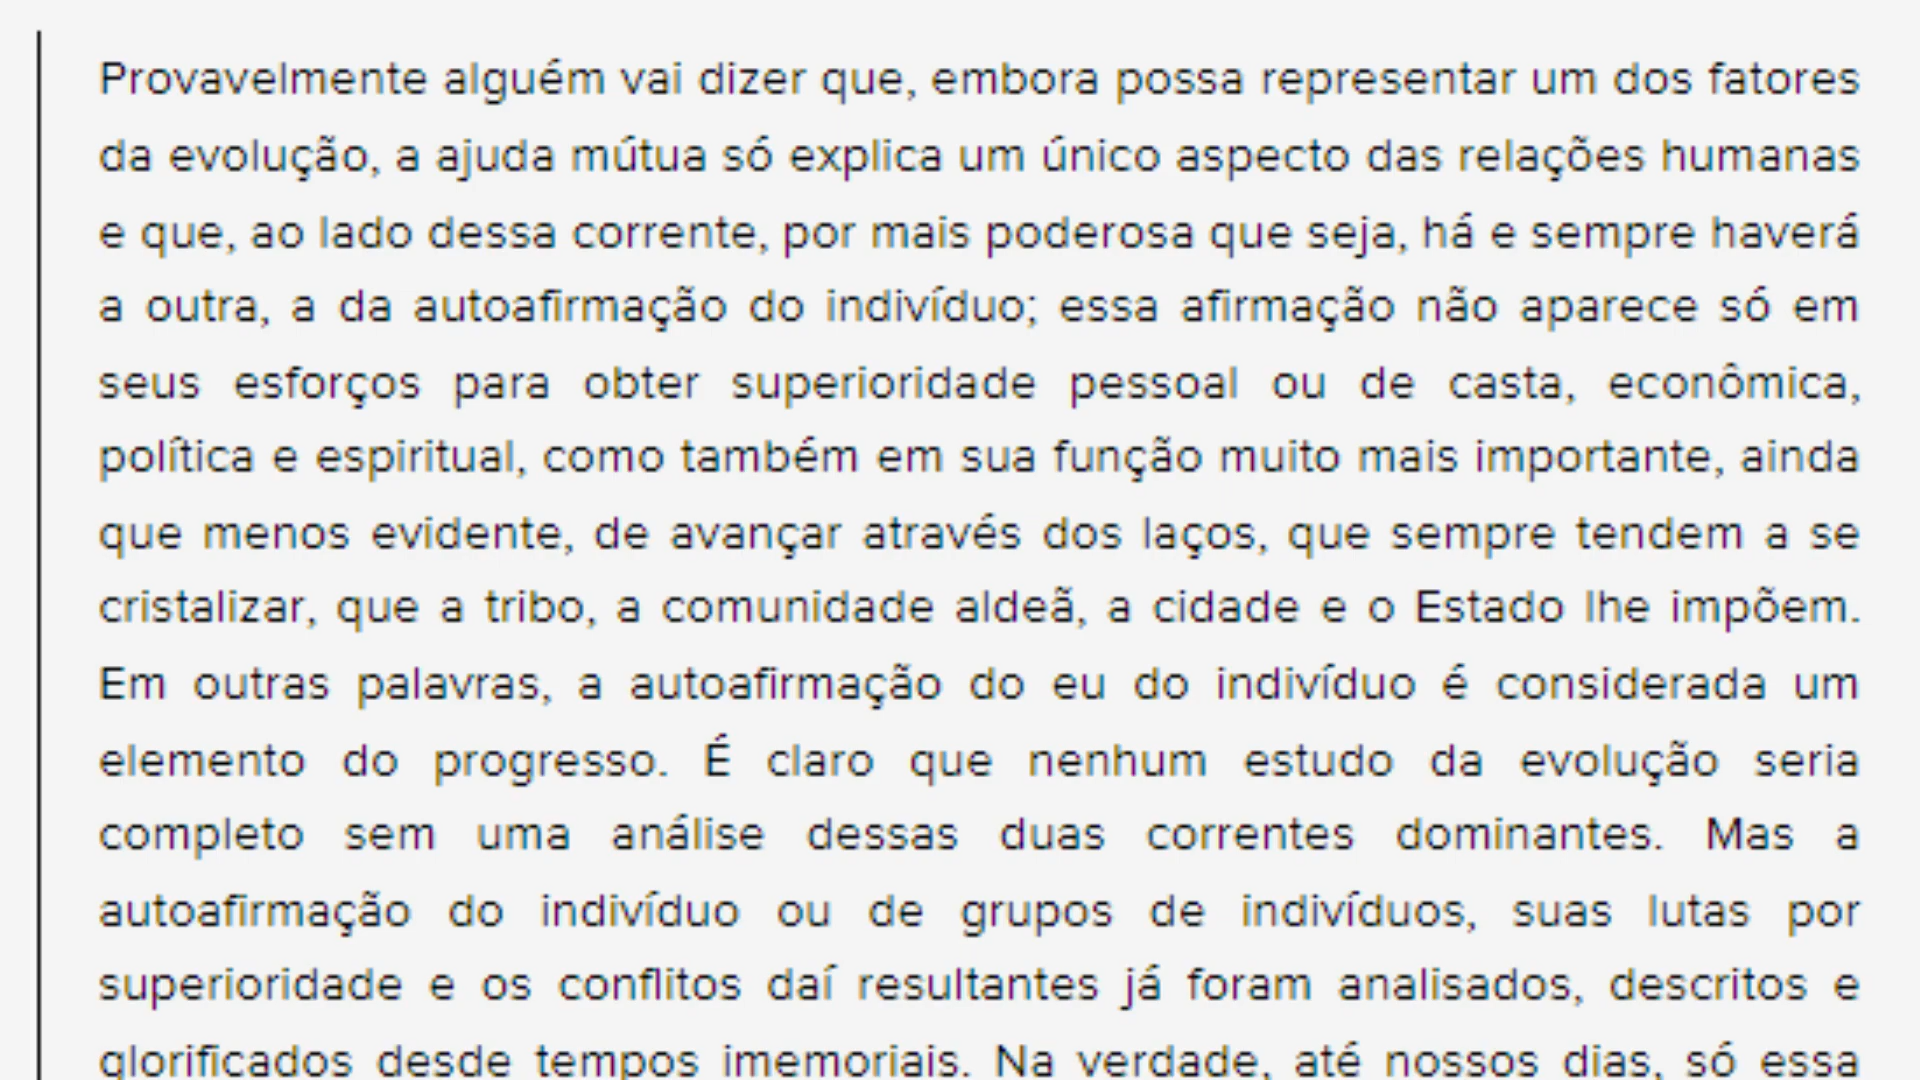 Provavelmente alguém vai dizer que, embora possa representar um dos fatores
da evolução, a ajuda mútua só explica um único aspecto das relações humanas
e que, ao lado dessa corrente, por mais poderosa que seja, há e sempre haverá
a outra, a da autoafirmação do indivíduo; essa afirmação não aparece só em
seus esforços para obter superioridade pessoal ou de casta, econômica,
política e espiritual, como também em sua função muito mais importante, ainda
que menos evidente, de avançar através dos laços, que sempre tendem a se
cristalizar, que a tribo, a comunidade aldeã, a cidade e o Estado lhe impõem.
Em outras palavras, a autoafirmação do eu do indivíduo é considerada um
elemento do progresso. É claro que nenhum estudo da evolução seria
completo sem uma análise dessas duas correntes dominantes. Mas a
autoafirmação do indivíduo ou de grupos de indivíduos, suas lutas por
superioridade e os conflitos daí resultantes já foram analisados, descritos e
glorificados desde tempos imemoriais. Na verdade, até nossos dias, só essa